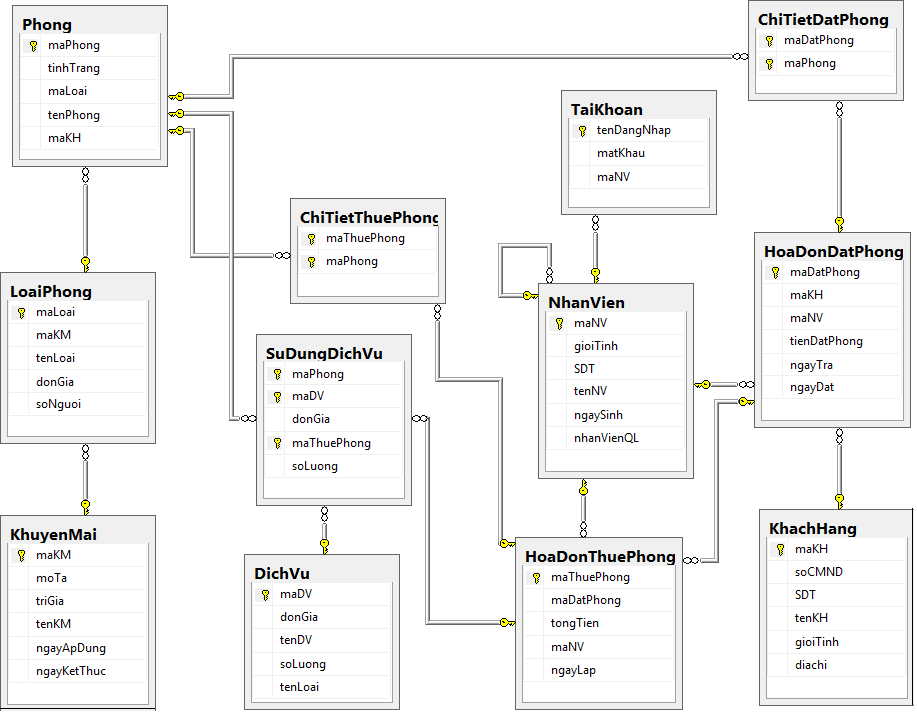 Phong
maPhong
tinhTrang
maLoai
tenPhong
maKH
ChiTietDatPhong
maDatPhong
maPhong
TaiKhoan
tenDangNhap
matKhau
maNV
ChiTietThuePhong
maThuePhong
maPhong
LoaiPhong
maLoai
maKM
tenLoai
donGia
soNguoi
NhanVien
maNV
gioiTinh
SDT
tenNV
ngaySinh
nhanVienQL
HoaDonDatPhong
maDatPhong
maKH
maNV
tienDatPhong
ngayTra
ngayDat
SuDungDichVu
maPhong
maDV
donGia
maThuePhong
soLuong
KhuyenMai
maKM
moTa
triGia
tenKM
ngayApDung
ngayKetThuc
DichVu
maDV
donGia
tenDV
soLuong
tenLoai
HoaDonThuePhong
maThuePhong
maDatPhong
tongTien
maNV
ngayLap
KhachHang
maKH
soCMND
SDT
tenKH
gioiTinh
diachi